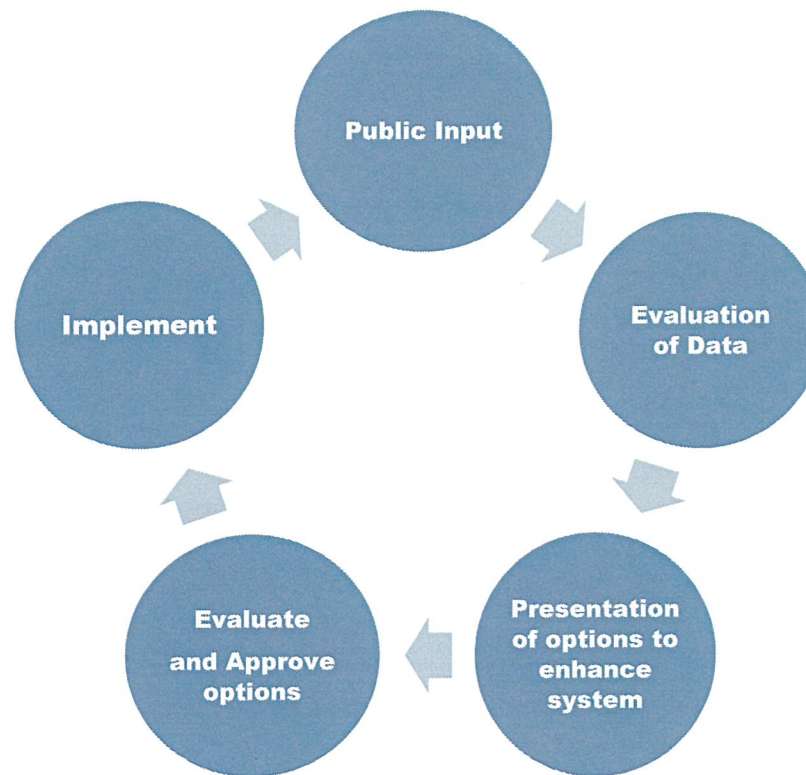 Public Input
Evaluation
of Data
Presentation
of options to
enhance
system
Evaluate
and Approve
options
Implement